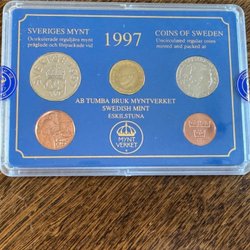 SVERIGES MYNT
Ocirkulerade reguljära mynt
präglade och förpackade vid
1997
COINS OF SWEDEN
Uncirculated regular coins
minted and packed at
AB TUMBA BRUK MYNTVERKET
SWEDISH MINT
ESKILSTUNA
MYNT
VERKET